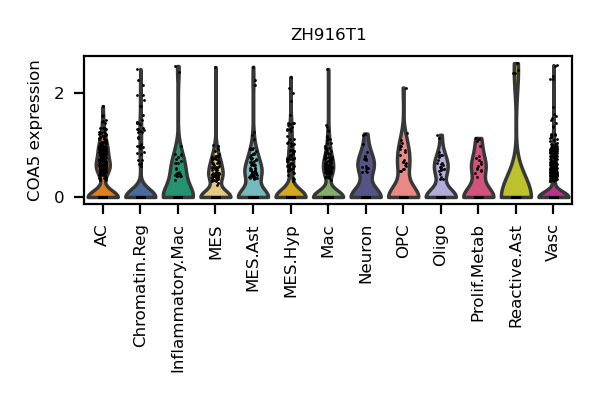 ZH916T1
COA5 expression
2
0
AC
Chromatin.Reg
Inflammatory.Mac
MES
MES.Ast
MES.Hyp
Mac
Neuron
OPC
Oligo
Prolif.Metab
Reactive.Ast
Vasc